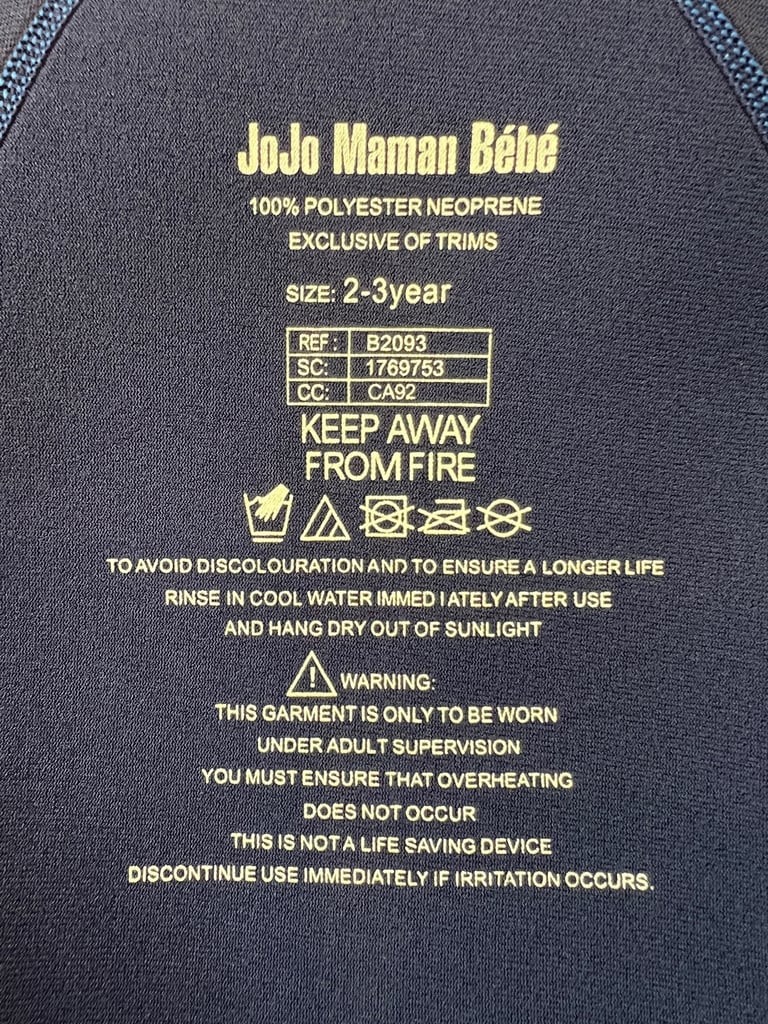 JoJo Maman Bébé
100% POLYESTER NEOPRENE
EXCLUSIVE OF TRIMS
SIZE: 2-3year
REF: B2093
SC: 1769753
CC: CA92
KEEP AWAY
FROM FIRE
TO AVOID DISCOLOURATION AND TO ENSURE A LONGER LIFE
RINSE IN COOL WATER IMMEDIATELY AFTER USE
AND HANG DRY OUT OF SUNLIGHT
! WARNING:
THIS GARMENT IS ONLY TO BE WORN
UNDER ADULT SUPERVISION
YOU MUST ENSURE THAT OVERHEATING
DOES NOT OCCUR
THIS IS NOT A LIFE SAVING DEVICE
DISCONTINUE USE IMMEDIATELY IF IRRITATION OCCURS.